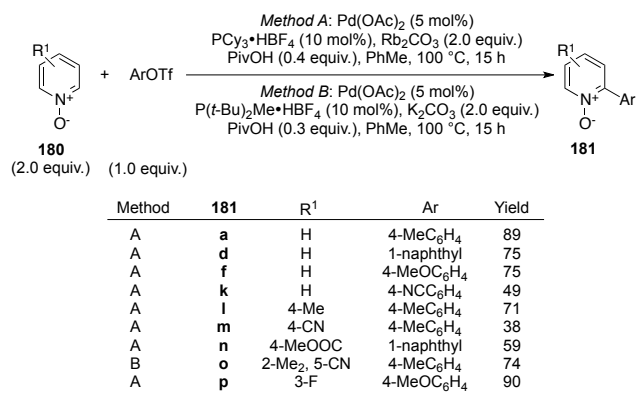 Method A: Pd(OAc)2 (5 mol%)
PCy3•HBF4 (10 mol%), Rb2CO3 (2.0 equiv.)
PivOH (0.4 equiv.), PhMe, 100 °C, 15 h
Method B: Pd(OAc)2 (5 mol%)
P(t-Bu)2Me•HBF4 (10 mol%), K2CO3 (2.0 equiv.)
PivOH (0.3 equiv.), PhMe, 100 °C, 15 h
R1
N+
O-
+ ArOTf
R1
N+
O-
Ar
180
181
(2.0 equiv.) (1.0 equiv.)
Method 181 R1 Ar Yield
A a H 4-MeC6H4 89
A d H 1-naphthyl 75
A f H 4-MeOC6H4 75
A k H 4-NCC6H4 49
A l 4-Me 4-MeC6H4 71
A m 4-CN 4-MeC6H4 38
A n 4-MeOOC 1-naphthyl 59
B o 2-Me2, 5-CN 4-MeC6H4 74
A p 3-F 4-MeOC6H4 90